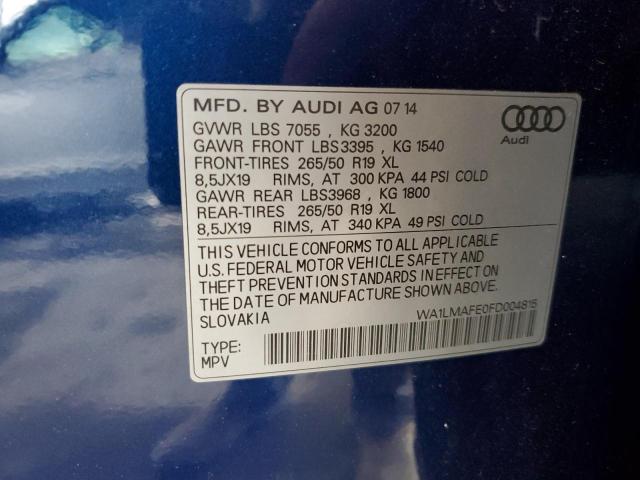 MFD. BY AUDI AG 07 14
GVWR LBS 7055 , KG 3200
GAWR FRONT LBS3395 , KG 1540
FRONT-TIRES 265/50 R19 XL
8,5JX19 RIMS, AT 300 KPA 44 PSI COLD
GAWR REAR LBS3968 , KG 1800
REAR-TIRES 265/50 R19 XL
8,5JX19 RIMS, AT 340 KPA 49 PSI COLD
Audi
THIS VEHICLE CONFORMS TO ALL APPLICABLE
U.S. FEDERAL MOTOR VEHICLE SAFETY AND
THEFT PREVENTION STANDARDS IN EFFECT ON
THE DATE OF MANUFACTURE SHOWN ABOVE
SLOVAKIA
WA1LMAFE0FD004815
TYPE:
MPV